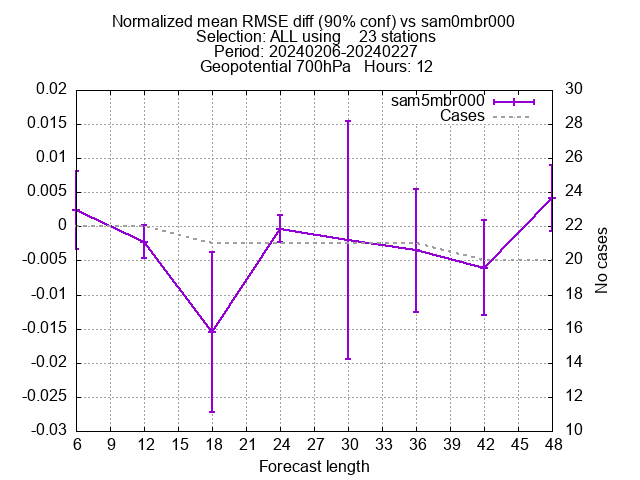 Normalized mean RMSE diff (90% conf) vs sam0mbr000
Selection: ALL using    23 stations
Period: 20240206-20240227
Geopotential 700hPa   Hours: 12
sam5mbr000
Cases
0.02
0.015
0.01
0.005
0
-0.005
-0.01
-0.015
-0.02
-0.025
-0.03
30
28
26
24
22
20
18
16
14
12
10
No cases
6 9 12 15 18 21 24 27 30 33 36 39 42 45 48
Forecast length